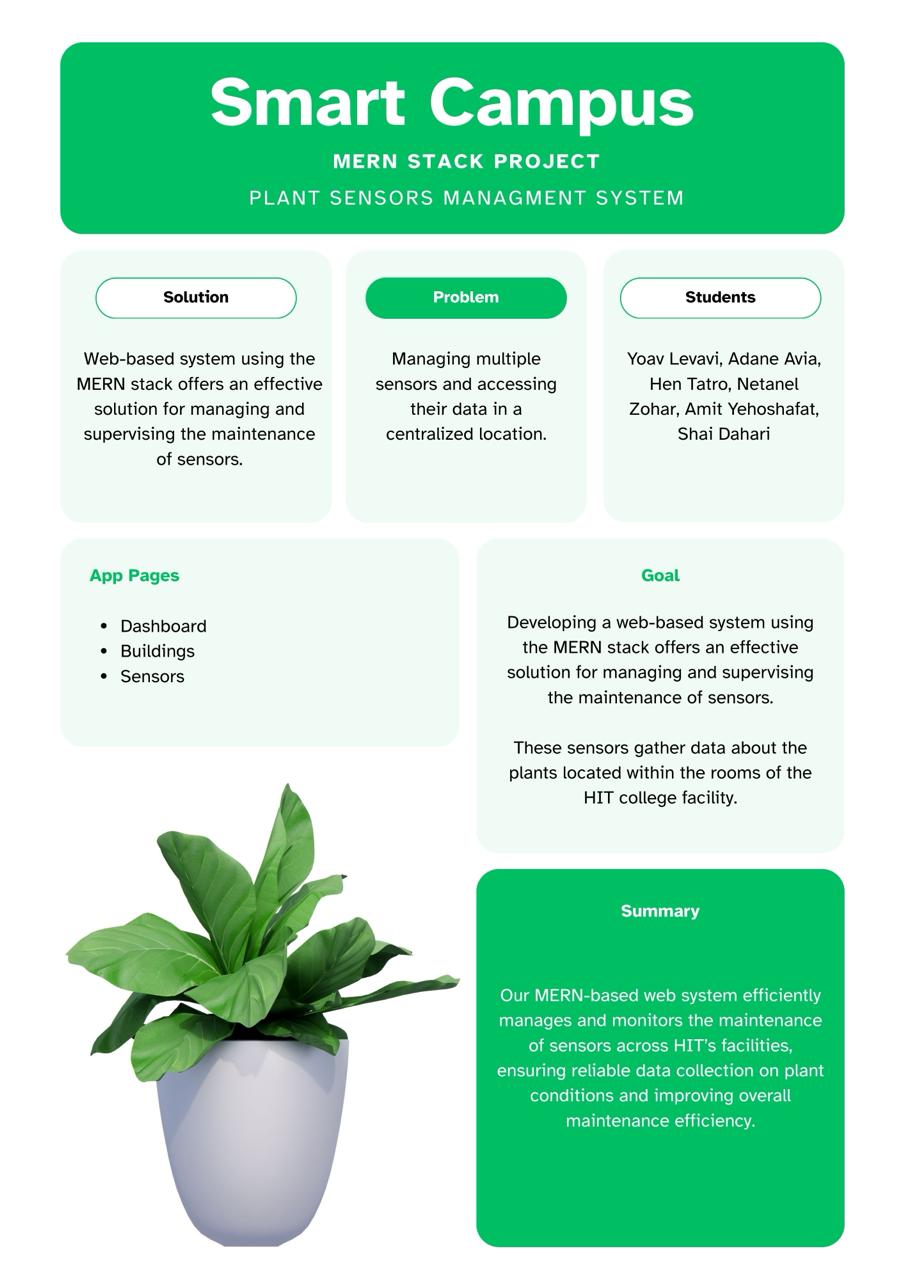 Smart Campus
MERN STACK PROJECT
PLANT SENSORS MANAGMENT SYSTEM
Solution
Web-based system using the
MERN stack offers an effective
solution for managing and
supervising the maintenance
of sensors.
Problem
Managing multiple
sensors and accessing
their data in a
centralized location.
Students
Yoav Levavi, Adane Avia,
Hen Tatro, Netanel
Zohar, Amit Yehoshafat,
Shai Dahari
App Pages
• Dashboard
• Buildings
• Sensors
Goal
Developing a web-based system using
the MERN stack offers an effective
solution for managing and supervising
the maintenance of sensors.
These sensors gather data about the
plants located within the rooms of the
HIT college facility.
Summary
Our MERN-based web system efficiently
manages and monitors the maintenance
of sensors across HIT's facilities,
ensuring reliable data collection on plant
conditions and improving overall
maintenance efficiency.